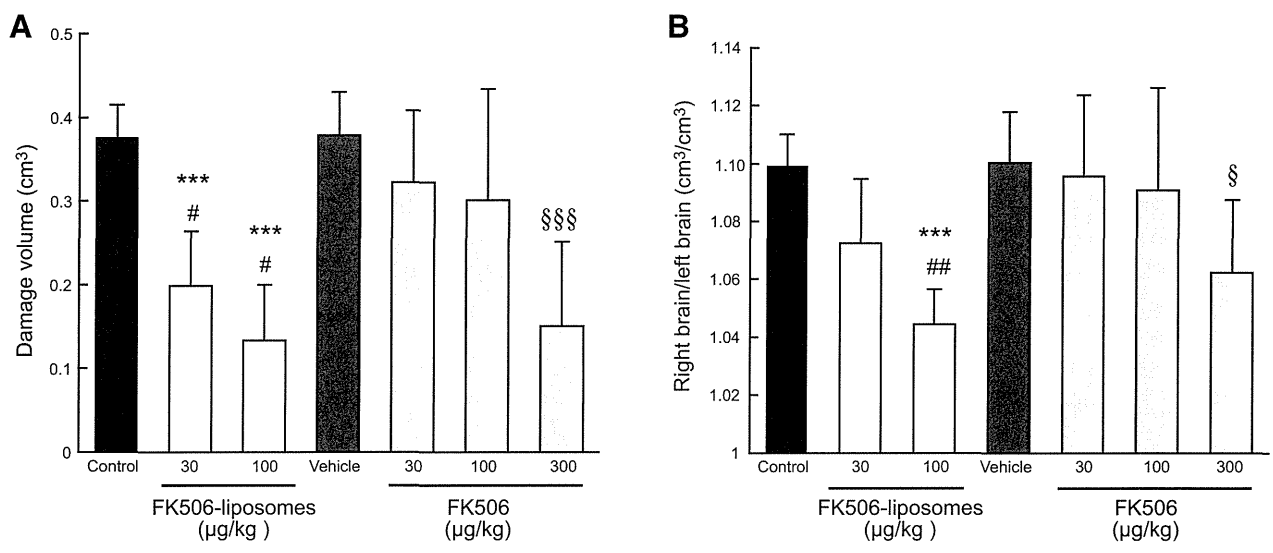 A
Damage volume (cm³)
0.5
0.4
0.3
0.2
0.1
0
***
#
***
#
§§§
Control 30 100 Vehicle 30 100 300
FK506-liposomes FK506
(µg/kg ) (µg/kg)
B
Right brain/left brain (cm³/cm³)
1.14
1.12
1.10
1.08
1.06
1.04
1.02
1
***
##
§
Control 30 100 Vehicle 30 100 300
FK506-liposomes FK506
(µg/kg ) (µg/kg)